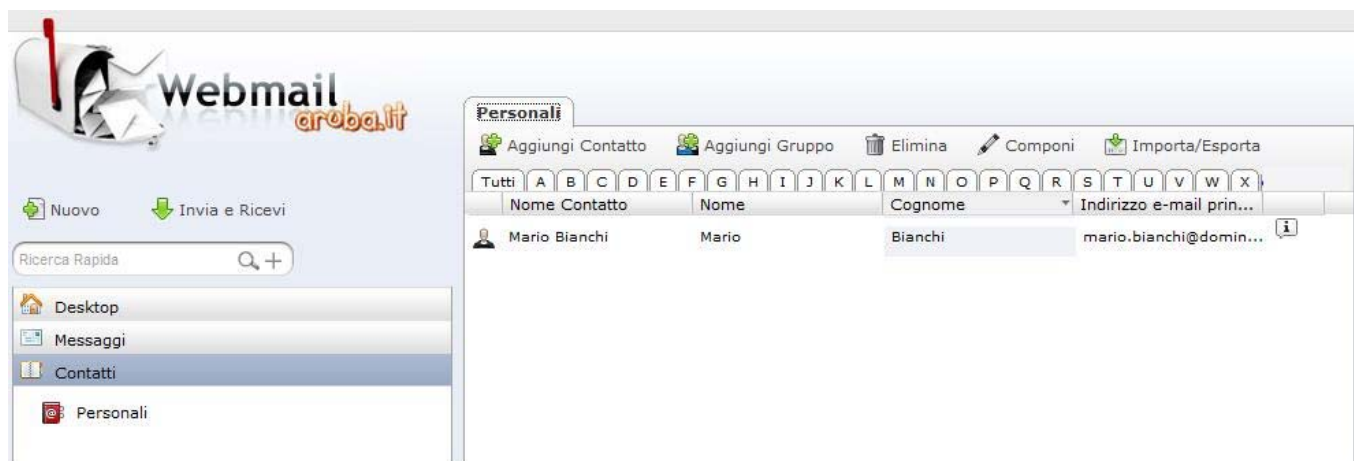 Webmail
aruba.it
Nuovo
Invia e Ricevi
Ricerca Rapida
Desktop
Messaggi
Contatti
Personali
Personali
Aggiungi Contatto Aggiungi Gruppo Elimina Componi Importa/Esporta
Tutti A B C D E F G H I J K L M N O P Q R S T U V W X
Nome Contatto Nome Cognome Indirizzo e-mail prin...
Mario Bianchi Mario Bianchi mario.bianchi@domin... i